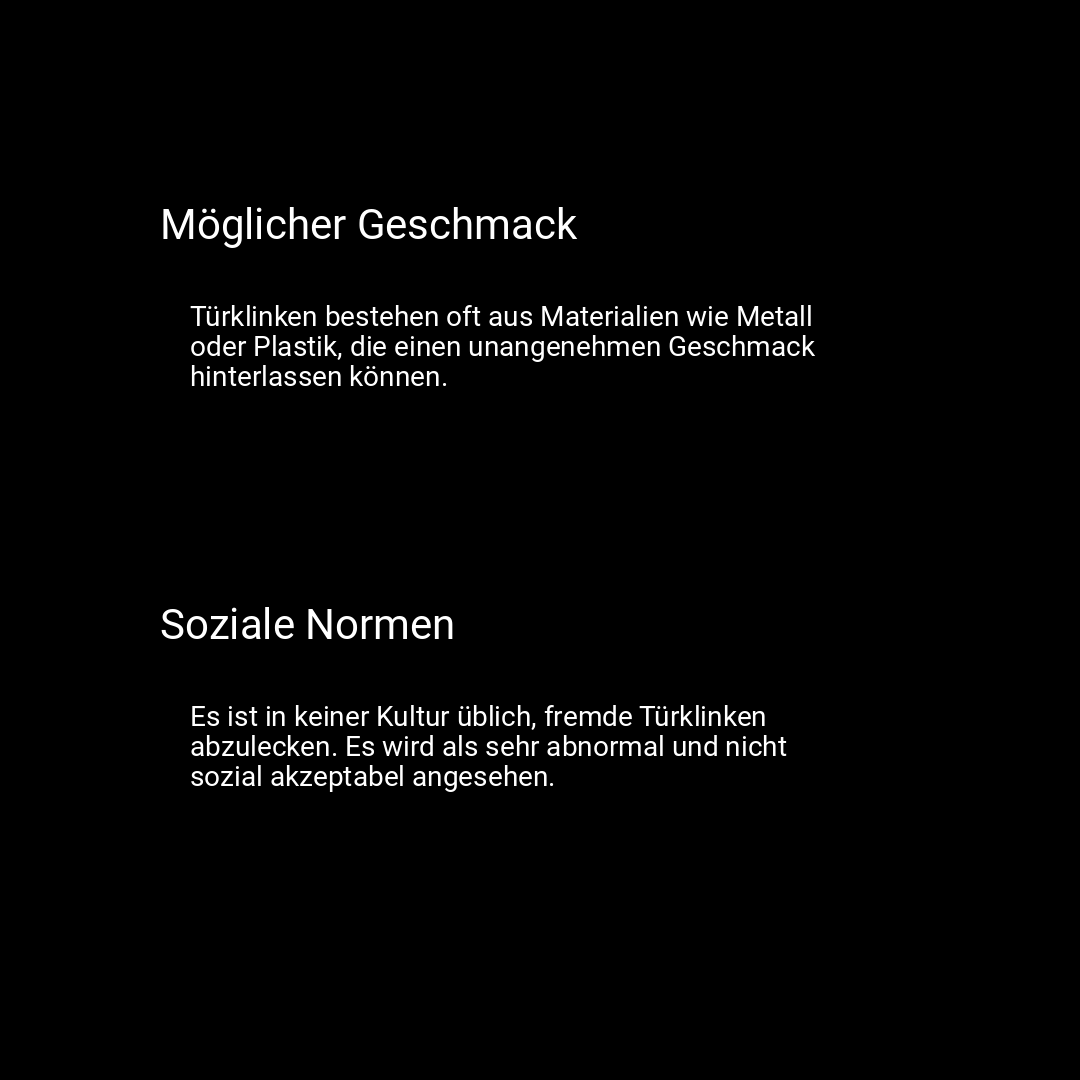 Möglicher Geschmack
Türklinken bestehen oft aus Materialien wie Metall
oder Plastik, die einen unangenehmen Geschmack
hinterlassen können.
Soziale Normen
Es ist in keiner Kultur üblich, fremde Türklinken
abzulecken. Es wird als sehr abnormal und nicht
sozial akzeptabel angesehen.